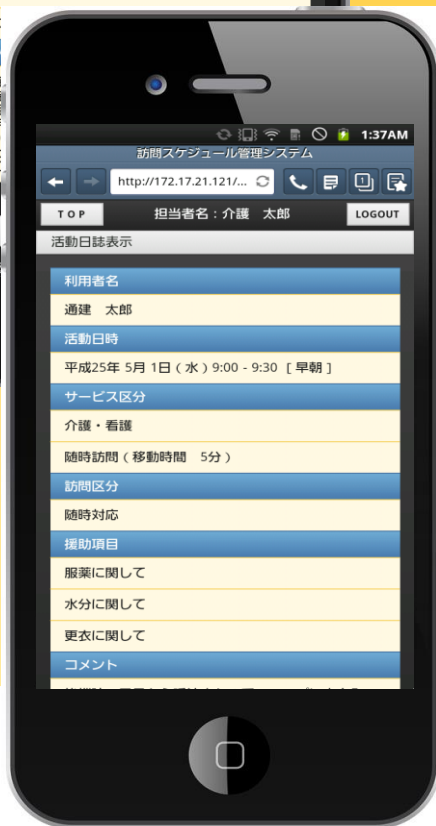 1:37AM
訪問スケジュール管理システム
http://172.17.21.121/...
TOP 担当者名：介護　太郎 LOGOUT
活動日誌表示
利用者名
通建　太郎
活動日時
平成25年 5月 1日 ( 水 ) 9:00 - 9:30 [ 早朝 ]
サービス区分
介護・看護
随時訪問 ( 移動時間　5分 )
訪問区分
随時対応
援助項目
服薬に関して
水分に関して
更衣に関して
コメント